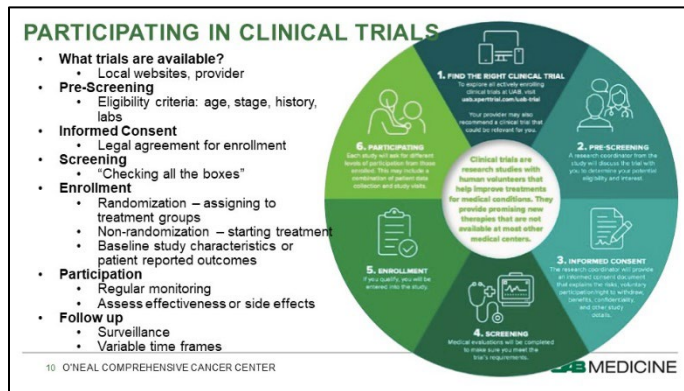 PARTICIPATING IN CLINICAL TRIALS
• What trials are available?
• Local websites, provider
• Pre-Screening
• Eligibility criteria: age, stage, history,
labs
• Informed Consent
• Legal agreement for enrollment
• Screening
• “Checking all the boxes”
• Enrollment
• Randomization – assigning to
treatment groups
• Non-randomization – starting treatment
• Baseline study characteristics or
patient reported outcomes
• Participation
• Regular monitoring
• Assess effectiveness or side effects
• Follow up
• Surveillance
• Variable time frames
1. FIND THE RIGHT CLINICAL TRIAL
To explore all actively enrolling
clinical trials at UAB, visit
uab.xperttrial.com/uab-trial
Your provider may also
recommend a clinical trial that
could be relevant for you.
2. PRE-SCREENING
A research coordinator from the
study will discuss the trial with
you to determine your potential
eligibility and interest.
3. INFORMED CONSENT
The research coordinator will provide
an informed consent document
that explains the risks, voluntary
participation/right to withdraw,
benefits, confidentiality,
and other study
details.
4. SCREENING
Medical evaluations will be completed
to make sure you meet the
trial's requirements.
5. ENROLLMENT
If you qualify, you will be
entered into the study.
6. PARTICIPATING
Each study will ask for different
levels of participation from those
enrolled. This may include a
combination of patient data
collection and study visits.
Clinical trials are
research studies with
human volunteers that
help improve treatments
for medical conditions. They
provide promising new
therapies that are not
available at most other
medical centers.
10 O'NEAL COMPREHENSIVE CANCER CENTER
UAB MEDICINE